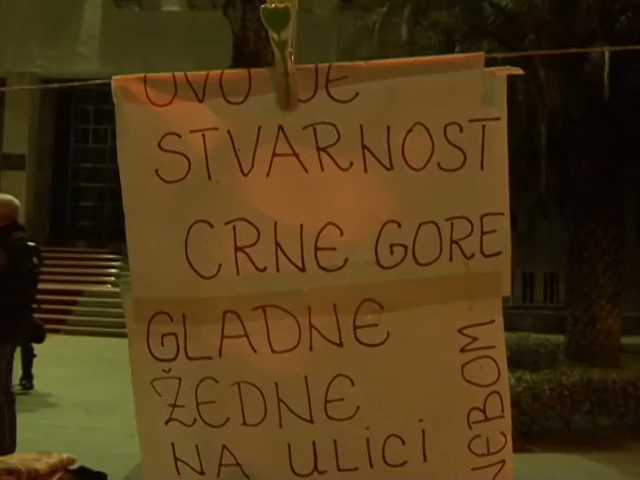 OVO JE
STVARNOST
CRNE GORE
GLADNE
ŽEDNE
NA ULICI
NEBOM